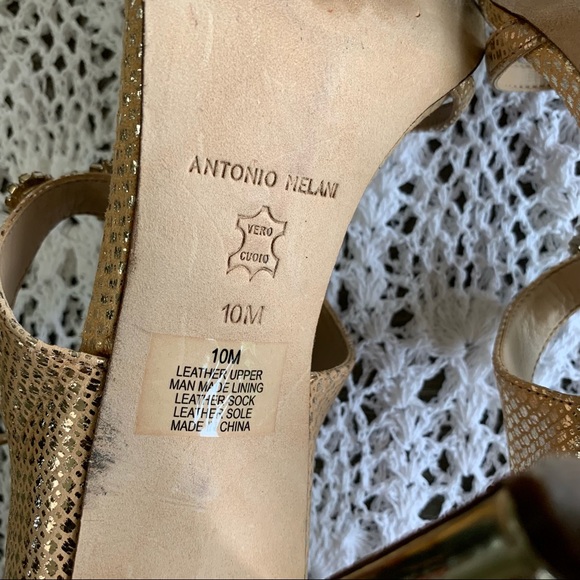 ANTONIO MELANI
VERO
CUOIO
10M
10M
LEATHER UPPER
MAN MADE LINING
LEATHER SOCK
LEATHER SOLE
MADE IN CHINA